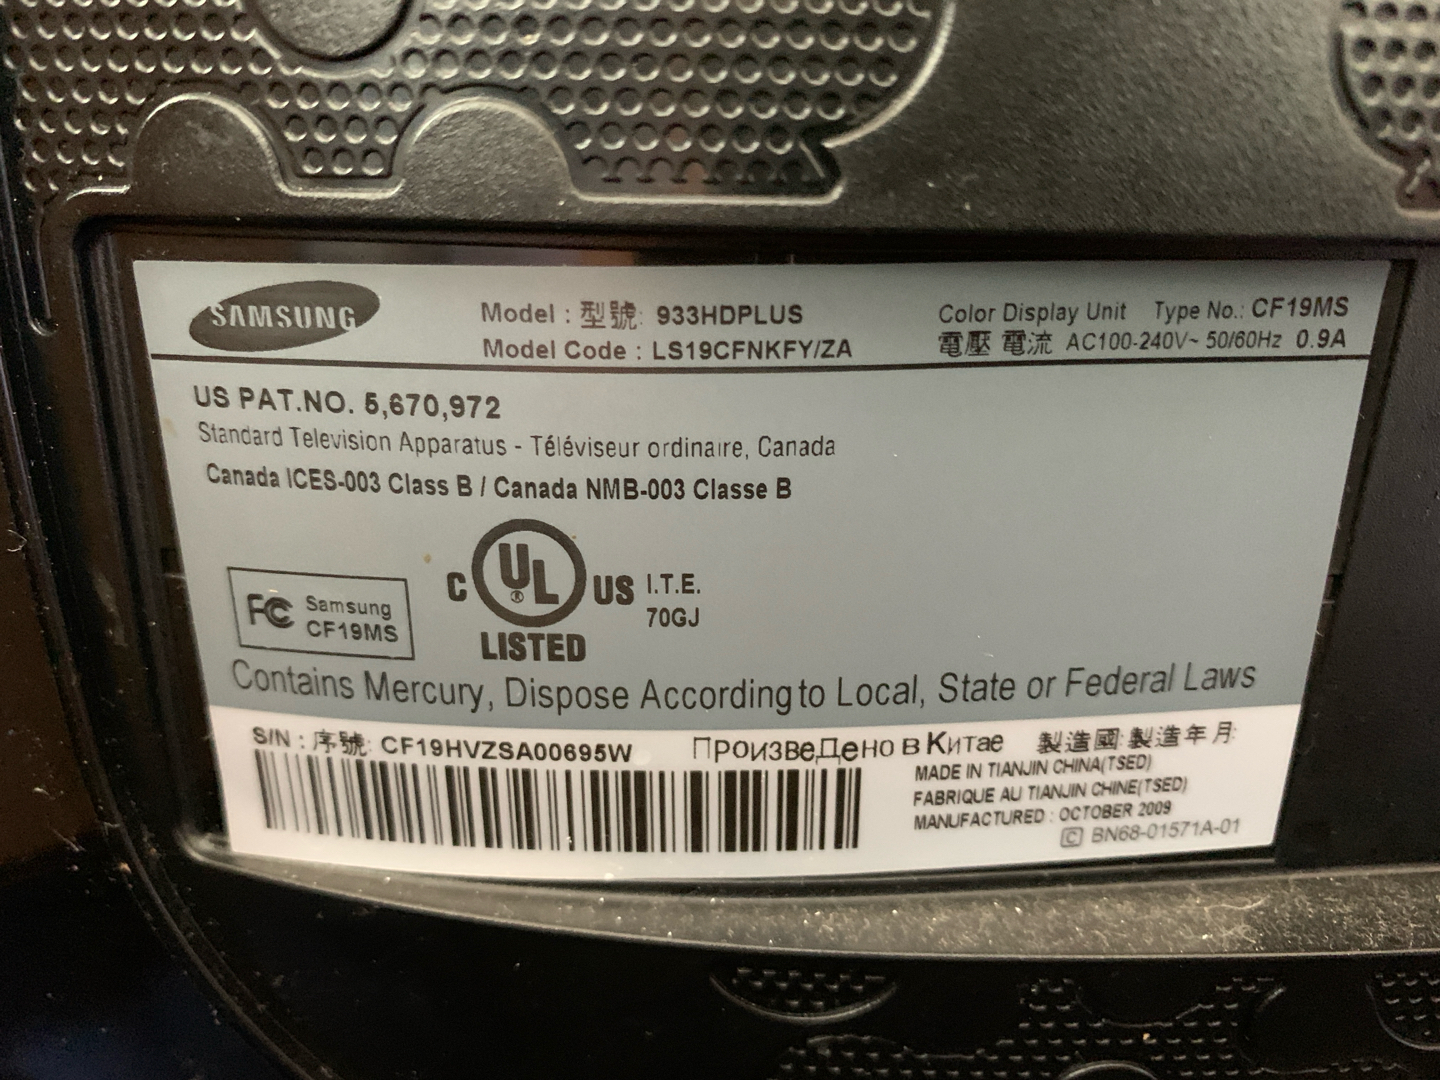 SAMSUNG
Model : 型號: 933HDPLUS
Model Code : LS19CFNKFY/ZA
Color Display Unit Type No.: CF19MS
電壓 電流 AC100-240V~ 50/60Hz 0.9A
US PAT.NO. 5,670,972
Standard Television Apparatus - Téléviseur ordinaire, Canada
Canada ICES-003 Class B / Canada NMB-003 Classe B
FC Samsung
CF19MS
C UL ® US I.T.E.
70GJ
LISTED
Contains Mercury, Dispose According to Local, State or Federal Laws
S/N : 序號: CF19HVZSA00695W
Произведено в Китае 製造國 製造年月:
MADE IN TIANJIN CHINA(TSED)
FABRIQUE AU TIANJIN CHINE(TSED)
MANUFACTURED : OCTOBER 2009
C BN68-01571A-01